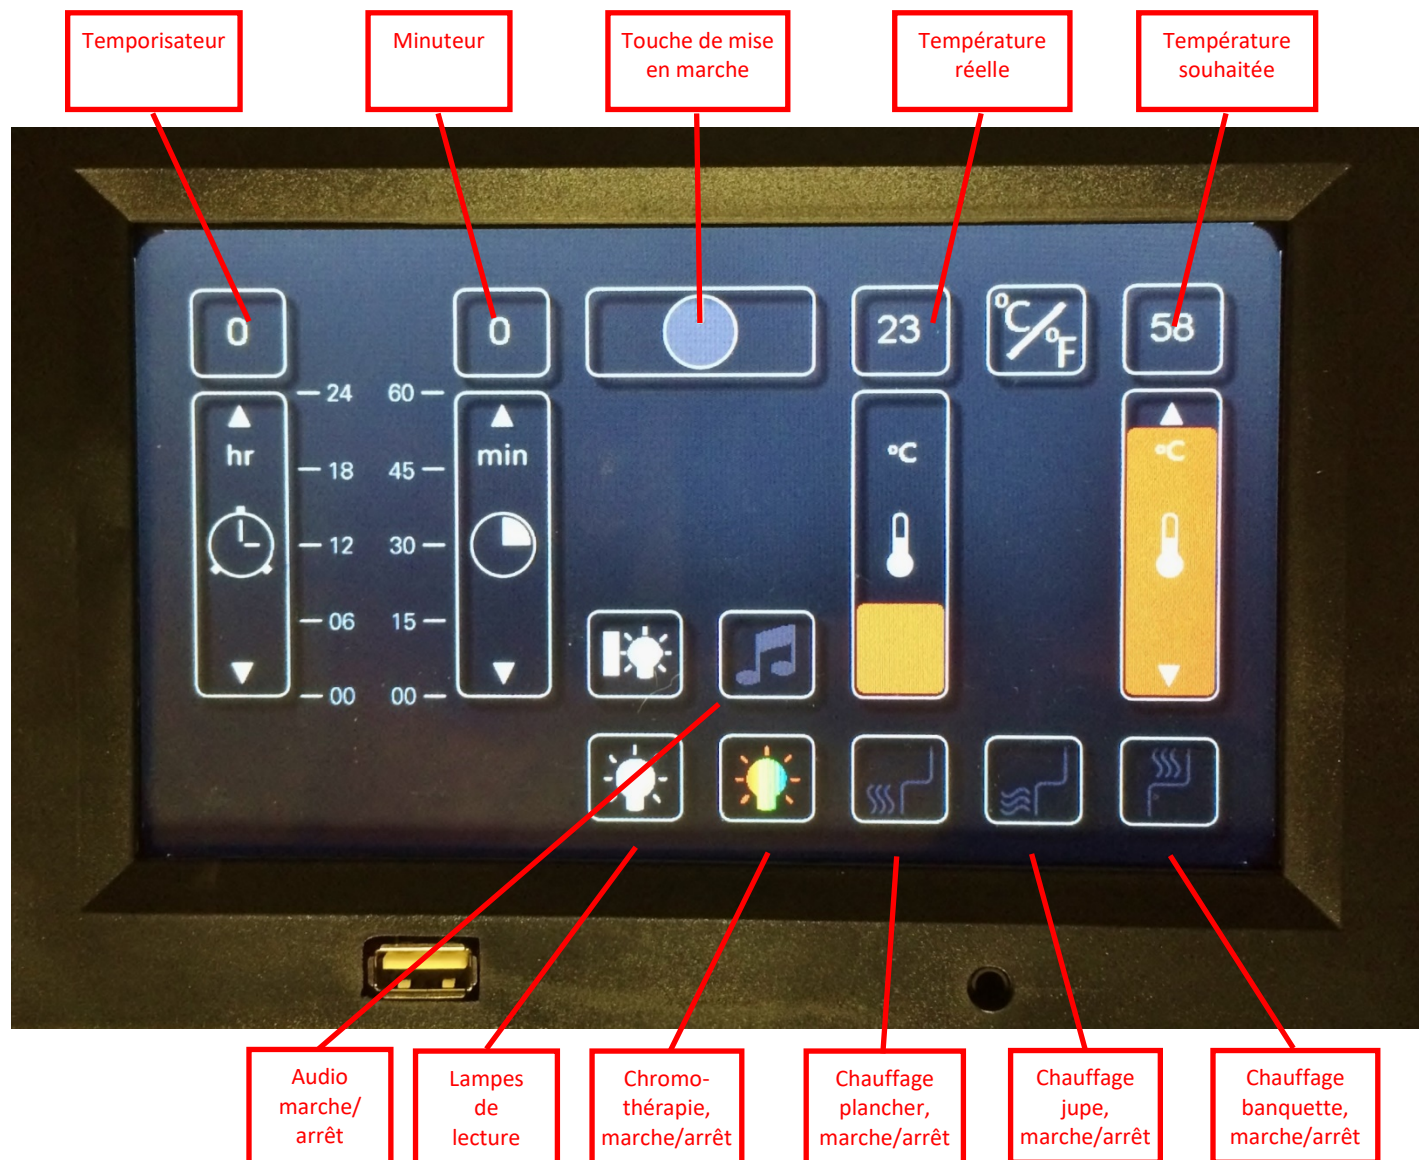 Temporisateur
Minuteur
Touche de mise
en marche
Température
réelle
Température
souhaitée
0
0
23
°C/°F
58
24
60
hr
min
°C
°C
18
45
12
30
06
15
00
00
Audio
marche/
arrêt
Lampes
de
lecture
Chromo-
thérapie,
marche/arrêt
Chauffage
plancher,
marche/arrêt
Chauffage
jupe,
marche/arrêt
Chauffage
banquette,
marche/arrêt